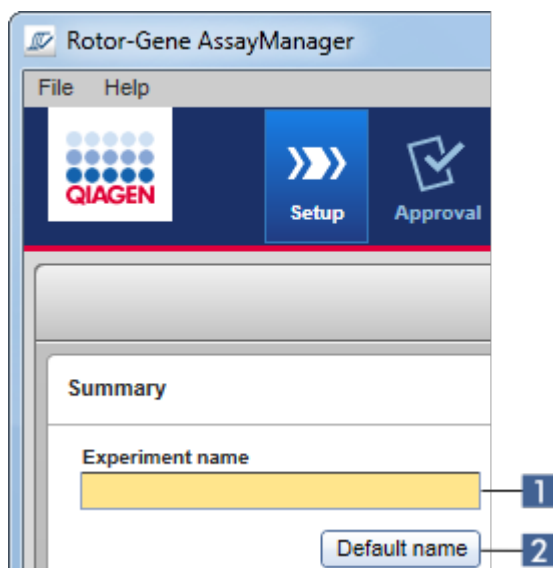 Rotor-Gene AssayManager
File Help
QIAGEN
Setup
Approval
Summary
Experiment name
1
Default name
2